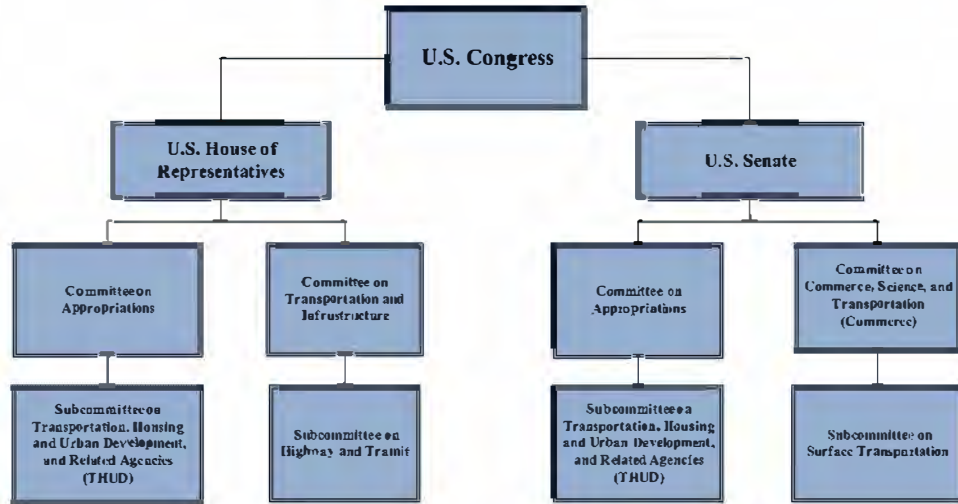 U.S. Congress
U.S. House of
Representatives
U.S. Senate
Committee on
Appropriations
Committee on
Transportation and
Infrastructure
Committee on
Appropriations
Committee on
Commerce, Science, and
Transportation
(Commerce)
Subcommittee on
Transportation, Housing
and Urban Development,
and Related Agencies
(THUD)
Subcommittee on
Highway and Transit
Subcommittee on
Transportation, Housing
and Urban Development,
and Related Agencies
(THUD)
Subcommittee on
Surface Transportation